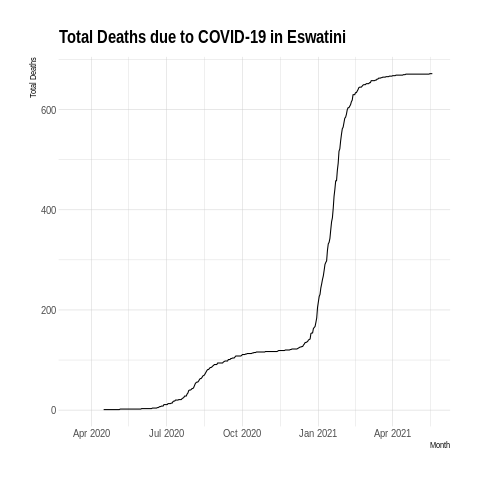 Total Deaths due to COVID-19 in Eswatini
Total Deaths
600
400
200
0
Apr 2020 Jul 2020 Oct 2020 Jan 2021 Apr 2021
Month